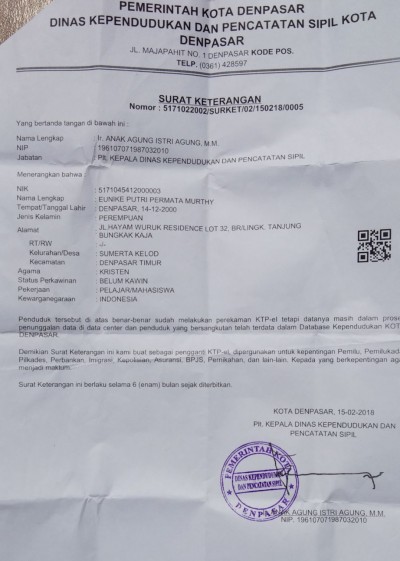 PEMERINTAH KOTA DENPASAR
DINAS KEPENDUDUKAN DAN PENCATATAN SIPIL KOTA
DENPASAR
JL. MAJAPAHIT NO. 1 DENPASAR KODE POS.
TELP. (0361) 428597
SURAT KETERANGAN
Nomor : 5171022002/SURKET/02/150218/0005
Yang bertanda tangan di bawah ini :
Nama Lengkap : Ir. ANAK AGUNG ISTRI AGUNG, M.M.
NIP : 196107071987032010
Jabatan : Plt. KEPALA DINAS KEPENDUDUKAN DAN PENCATATAN SIPIL
Menerangkan bahwa :
NIK : 5171045412000003
Nama Lengkap : EUNIKE PUTRI PERMATA MURTHY
Tempat/Tanggal Lahir : DENPASAR, 14-12-2000
Jenis Kelamin : PEREMPUAN
Alamat : JL.HAYAM WURUK RESIDENCE LOT 32, BR/LINGK. TANJUNG
BUNGKAK KAJA
RT/RW : -/-
Kelurahan/Desa : SUMERTA KELOD
Kecamatan : DENPASAR TIMUR
Agama : KRISTEN
Status Perkawinan : BELUM KAWIN
Pekerjaan : PELAJAR/MAHASISWA
Kewarganegaraan : INDONESIA
Penduduk tersebut di atas benar-benar sudah melakukan perekaman KTP-el tetapi datanya masih dalam prose
penunggalan data di data center dan penduduk yang bersangkutan telah terdata dalam Database Kependudukan KOT
DENPASAR.
Demikian Surat Keterangan ini kami buat sebagai pengganti KTP-el, dipergunakan untuk kepentingan Pemilu, Pemilukada
Pilkades, Perbankan, Imigrasi, Kepolisian, Asuransi, BPJS, Pernikahan, dan lain-lain. Kepada yang berkepentingan aga
menjadi maklum.
Surat Keterangan ini berlaku selama 6 (enam) bulan sejak diterbitkan.
KOTA DENPASAR, 15-02-2018
Plt. KEPALA DINAS KEPENDUDUKAN DAN
PENCATATAN SIPIL
PEMERINTAH KOTA
DINAS KEPENDUDUKAN
DAN PENCATATAN SIPIL
DENPASAR
ANAK AGUNG ISTRI AGUNG, M.M.
NIP. 196107071987032010